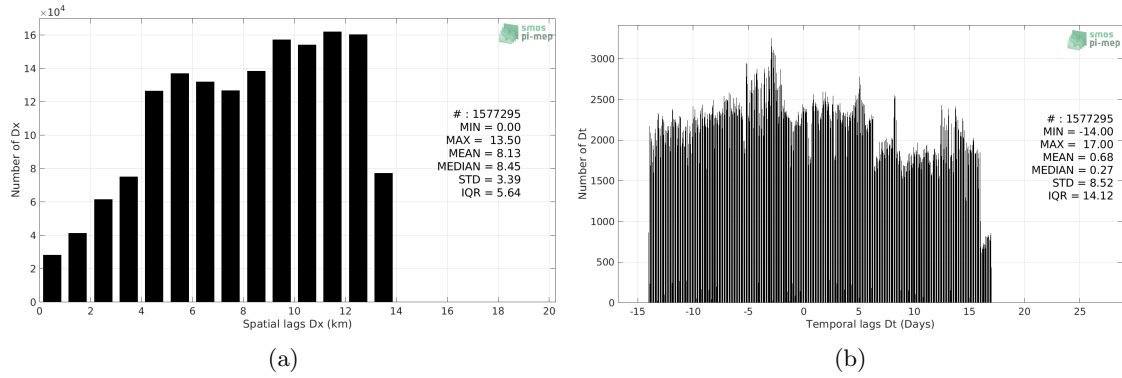 ×10⁴
16
14
12
10
8
6
4
2
0
Number of Dx
0 2 4 6 8 10 12 14 16 18 20
Spatial lags Dx (km)
smos
pi-mep
# : 1577295
MIN = 0.00
MAX = 13.50
MEAN = 8.13
MEDIAN = 8.45
STD = 3.39
IQR = 5.64
(a)
3000
2500
2000
1500
1000
500
0
Number of Dt
-15 -10 -5 0 5 10 15 20 25
Temporal lags Dt (Days)
smos
pi-mep
# : 1577295
MIN = -14.00
MAX = 17.00
MEAN = 0.68
MEDIAN = 0.27
STD = 8.52
IQR = 14.12
(b)